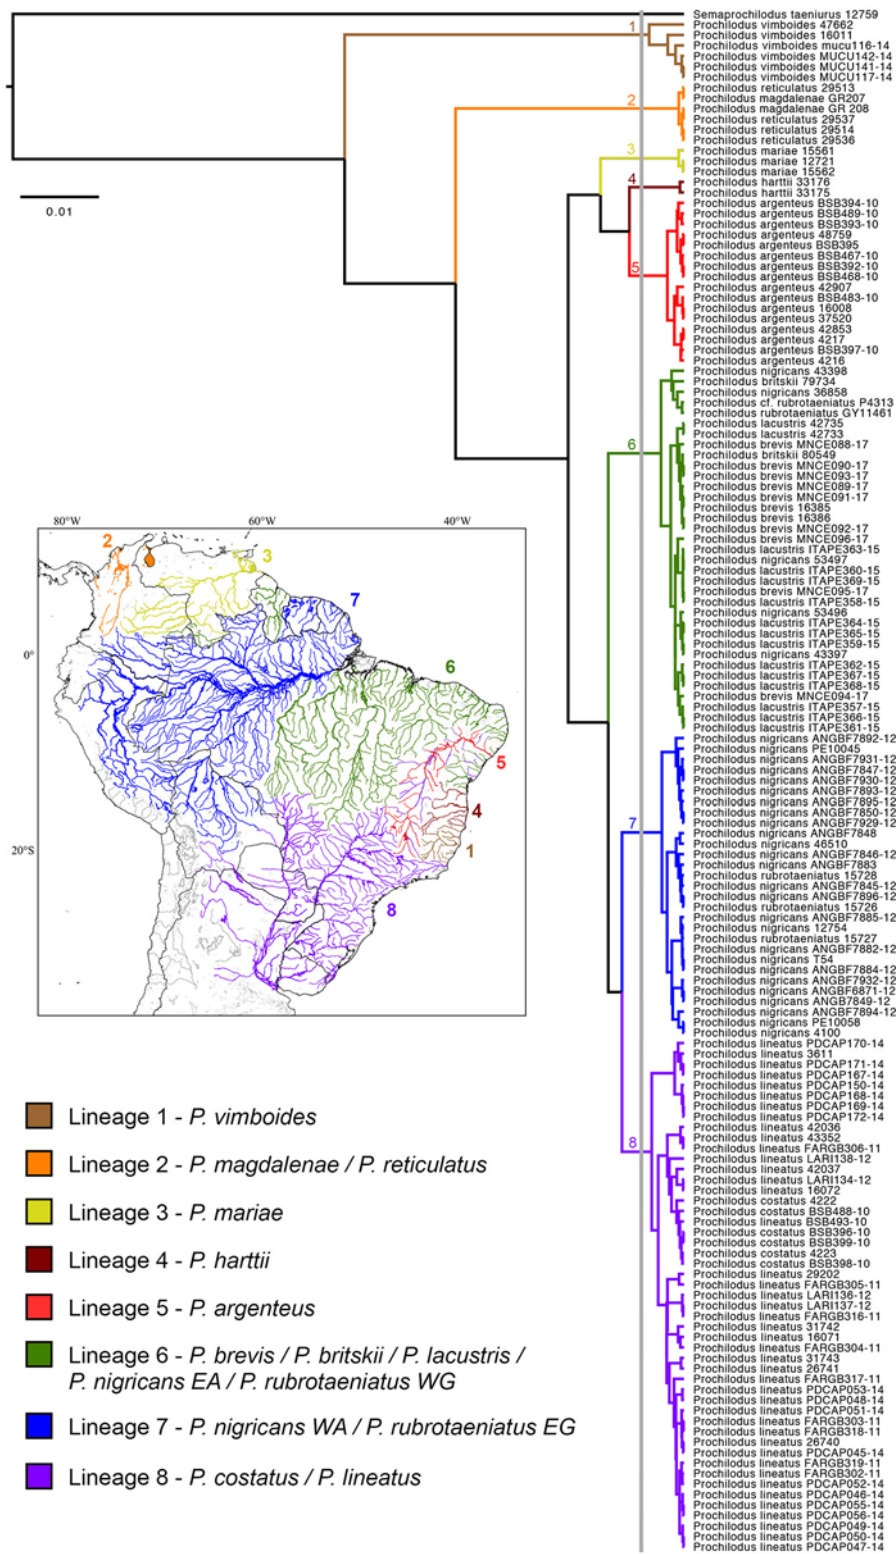 Semaprochilodus taeniurus 12759
1
Prochilodus vimboides 47662
Prochilodus vimboides 16011
Prochilodus vimboides mucu116-14
Prochilodus vimboides MUCU142-14
Prochilodus vimboides MUCU141-14
Prochilodus vimboides MUCU117-14
Prochilodus reticulatus 29513
2
Prochilodus magdalenae GR207
Prochilodus magdalenae GR 208
Prochilodus reticulatus 29537
Prochilodus reticulatus 29514
Prochilodus reticulatus 29536
3
Prochilodus mariae 15561
Prochilodus mariae 12721
Prochilodus mariae 15562
4
Prochilodus harttii 33176
Prochilodus harttii 33175
0.01
Prochilodus argenteus BSB394-10
Prochilodus argenteus BSB489-10
Prochilodus argenteus BSB393-10
Prochilodus argenteus 48759
Prochilodus argenteus BSB395
Prochilodus argenteus BSB467-10
5
Prochilodus argenteus BSB392-10
Prochilodus argenteus BSB468-10
Prochilodus argenteus 42907
Prochilodus argenteus BSB483-10
Prochilodus argenteus 16008
Prochilodus argenteus 37520
Prochilodus argenteus 42853
Prochilodus argenteus 4217
Prochilodus argenteus BSB397-10
Prochilodus argenteus 4216
Prochilodus nigricans 43398
Prochilodus britskii 79734
Prochilodus nigricans 36858
Prochilodus cf. rubrotaeniatus P4313
Prochilodus rubrotaeniatus GY11461
Prochilodus lacustris 42735
Prochilodus lacustris 42733
6
Prochilodus brevis MNCE088-17
Prochilodus britskii 80549
Prochilodus brevis MNCE090-17
Prochilodus brevis MNCE093-17
Prochilodus brevis MNCE089-17
Prochilodus brevis MNCE091-17
Prochilodus brevis 16385
Prochilodus brevis 16386
Prochilodus brevis MNCE092-17
Prochilodus brevis MNCE096-17
Prochilodus lacustris ITAPE363-15
Prochilodus nigricans 53497
Prochilodus lacustris ITAPE360-15
Prochilodus lacustris ITAPE369-15
Prochilodus brevis MNCE095-17
Prochilodus lacustris ITAPE358-15
Prochilodus nigricans 53496
Prochilodus lacustris ITAPE364-15
Prochilodus lacustris ITAPE365-15
Prochilodus lacustris ITAPE359-15
Prochilodus nigricans 43397
Prochilodus lacustris ITAPE362-15
Prochilodus lacustris ITAPE367-15
Prochilodus lacustris ITAPE368-15
Prochilodus brevis MNCE094-17
Prochilodus lacustris ITAPE357-15
Prochilodus lacustris ITAPE366-15
Prochilodus lacustris ITAPE361-15
Prochilodus nigricans ANGBF7892-12
Prochilodus nigricans PE10045
Prochilodus nigricans ANGBF7931-12
Prochilodus nigricans ANGBF7847-12
Prochilodus nigricans ANGBF7930-12
Prochilodus nigricans ANGBF7893-12
Prochilodus nigricans ANGBF7895-12
Prochilodus nigricans ANGBF7850-12
Prochilodus nigricans ANGBF7929-12
7
Prochilodus nigricans ANGBF7848
Prochilodus nigricans 46510
Prochilodus nigricans ANGBF7846-12
Prochilodus nigricans ANGBF7883
Prochilodus rubrotaeniatus 15728
Prochilodus nigricans ANGBF7845-12
Prochilodus nigricans ANGBF7896-12
Prochilodus rubrotaeniatus 15726
Prochilodus nigricans ANGBF7885-12
Prochilodus nigricans 12754
Prochilodus rubrotaeniatus 15727
Prochilodus nigricans ANGBF7882-12
Prochilodus nigricans T54
Prochilodus nigricans ANGBF7884-12
Prochilodus nigricans ANGBF7932-12
Prochilodus nigricans ANGBF6871-12
Prochilodus nigricans ANGB7849-12
Prochilodus nigricans ANGBF7894-12
Prochilodus nigricans PE10058
Prochilodus nigricans 4100
Prochilodus lineatus PDCAP170-14
Prochilodus lineatus 3611
Prochilodus lineatus PDCAP171-14
Prochilodus lineatus PDCAP167-14
Prochilodus lineatus PDCAP150-14
Prochilodus lineatus PDCAP168-14
Prochilodus lineatus PDCAP169-14
Prochilodus lineatus PDCAP172-14
Prochilodus lineatus 42036
Prochilodus lineatus 43352
8
Prochilodus lineatus FARGB306-11
Prochilodus lineatus LARI138-12
Prochilodus lineatus 42037
Prochilodus lineatus LARI134-12
Prochilodus lineatus 16072
Prochilodus costatus 4222
Prochilodus costatus BSB488-10
Prochilodus lineatus BSB493-10
Prochilodus costatus BSB396-10
Prochilodus costatus BSB399-10
Prochilodus costatus 4223
Prochilodus costatus BSB398-10
Prochilodus lineatus 29202
Prochilodus lineatus FARGB305-11
Prochilodus lineatus LARI136-12
Prochilodus lineatus LARI137-12
Prochilodus lineatus FARGB316-11
Prochilodus lineatus 31742
Prochilodus lineatus 16071
Prochilodus lineatus FARGB304-11
Prochilodus lineatus 31743
Prochilodus lineatus 26741
Prochilodus lineatus FARGB317-11
Prochilodus lineatus PDCAP053-14
Prochilodus lineatus PDCAP048-14
Prochilodus lineatus PDCAP051-14
Prochilodus lineatus FARGB303-11
Prochilodus lineatus FARGB318-11
Prochilodus lineatus 26740
Prochilodus lineatus PDCAP045-14
Prochilodus lineatus FARGB319-11
Prochilodus lineatus FARGB302-11
Prochilodus lineatus PDCAP052-14
Prochilodus lineatus PDCAP046-14
Prochilodus lineatus PDCAP055-14
Prochilodus lineatus PDCAP056-14
Prochilodus lineatus PDCAP049-14
Prochilodus lineatus PDCAP050-14
Prochilodus lineatus PDCAP047-14
80°W 60°W 40°W
2
3
7
0°
6
5
4
20°S
1
8
Lineage 1 - P. vimboides
Lineage 2 - P. magdalenae / P. reticulatus
Lineage 3 - P. mariae
Lineage 4 - P. harttii
Lineage 5 - P. argenteus
Lineage 6 - P. brevis / P. britskii / P. lacustris /
P. nigricans EA / P. rubrotaeniatus WG
Lineage 7 - P. nigricans WA / P. rubrotaeniatus EG
Lineage 8 - P. costatus / P. lineatus